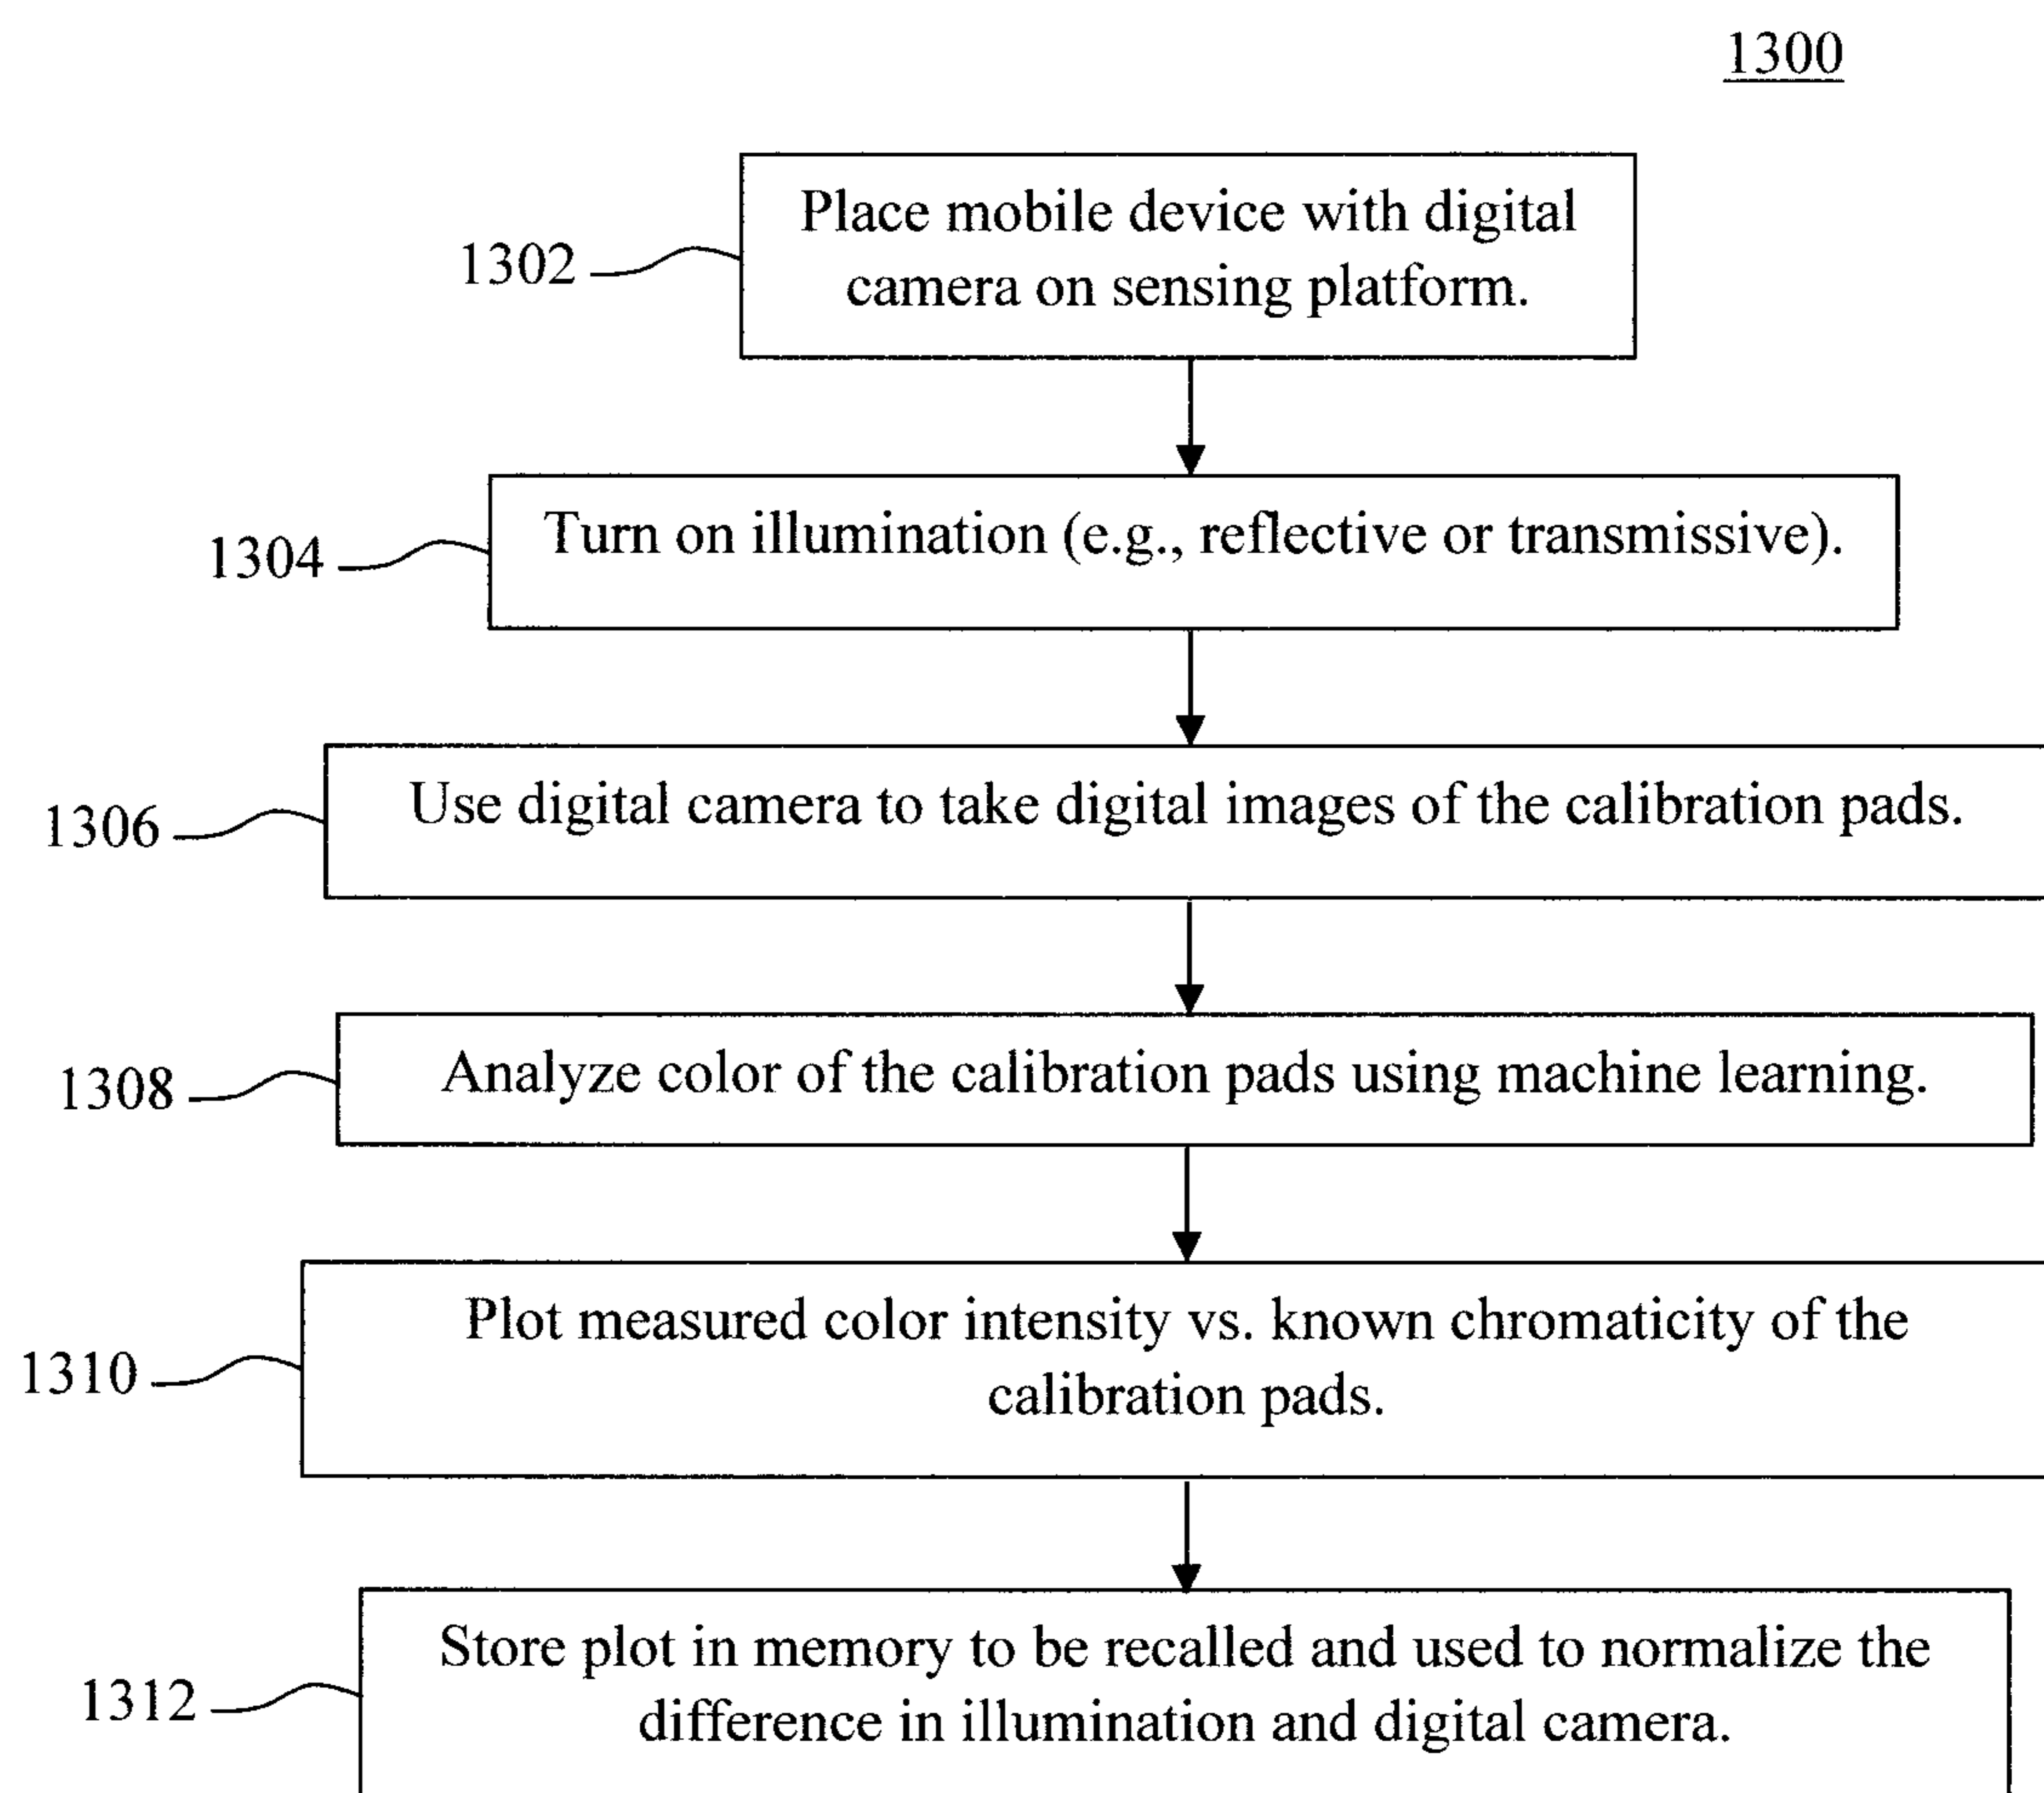 1300
Place mobile device with digital
camera on sensing platform.
1302
Turn on illumination (e.g., reflective or transmissive).
1304
Use digital camera to take digital images of the calibration pads.
1306
Analyze color of the calibration pads using machine learning.
1308
Plot measured color intensity vs. known chromaticity of the
calibration pads.
1310
Store plot in memory to be recalled and used to normalize the
difference in illumination and digital camera.
1312